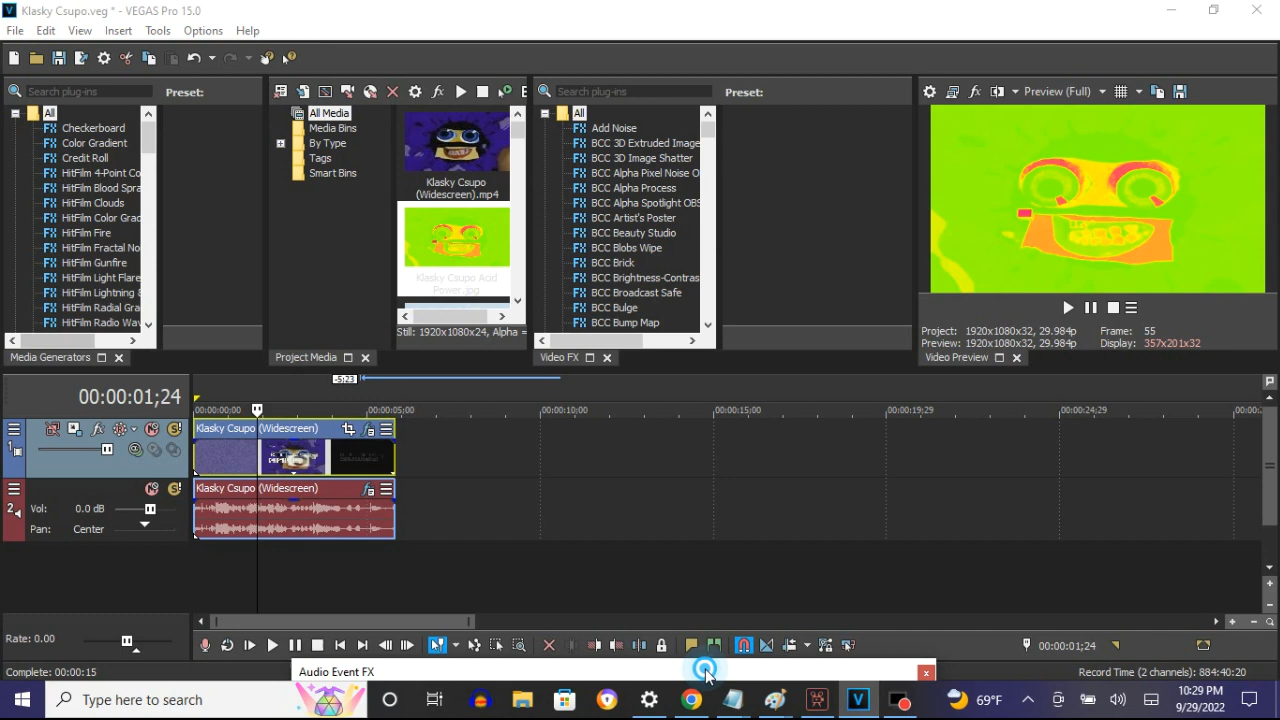 Klasky Csupo.veg * - VEGAS Pro 15.0
File Edit View Insert Tools Options Help
Search plug-ins Preset:
All
Checkerboard
Color Gradient
Credit Roll
HitFilm 4-Point Co
HitFilm Blood Spra
HitFilm Clouds
HitFilm Color Grac
HitFilm Fire
HitFilm Fractal No
HitFilm Gunfire
HitFilm Light Flare
HitFilm Lightning &
HitFilm Radial Gra
HitFilm Radio Wav
Media Generators
All Media
Media Bins
By Type
Tags
Smart Bins
Klasky Csupo
(Widescreen).mp4
Klasky Csupo Acid
Power.jpg
Still: 1920x1080x24, Alpha =
Project Media
Search plug-ins Preset:
All
Add Noise
BCC 3D Extruded Image
BCC 3D Image Shatter
BCC Alpha Pixel Noise O
BCC Alpha Process
BCC Alpha Spotlight OBS
BCC Artist's Poster
BCC Beauty Studio
BCC Blobs Wipe
BCC Brick
BCC Brightness-Contras
BCC Broadcast Safe
BCC Bulge
BCC Bump Map
Video FX
Preview (Full)
Project: 1920x1080x32, 29.984p Frame: 55
Preview: 1920x1080x32, 29.984p Display: 357x201x32
Video Preview
-5;23
00:00:01;24
00:00:00;00 00:00:05;00 00:00:10;00 00:00:15;00 00:00:19;29 00:00:24;29
1 Klasky Csupo (Widescreen)
2 Klasky Csupo (Widescreen)
Vol: 0.0 dB
Pan: Center
Rate: 0.00
00:00:01;24
Complete: 00:00:15
Audio Event FX
Record Time (2 channels): 884:40:20
Type here to search
69°F
10:29 PM
9/29/2022